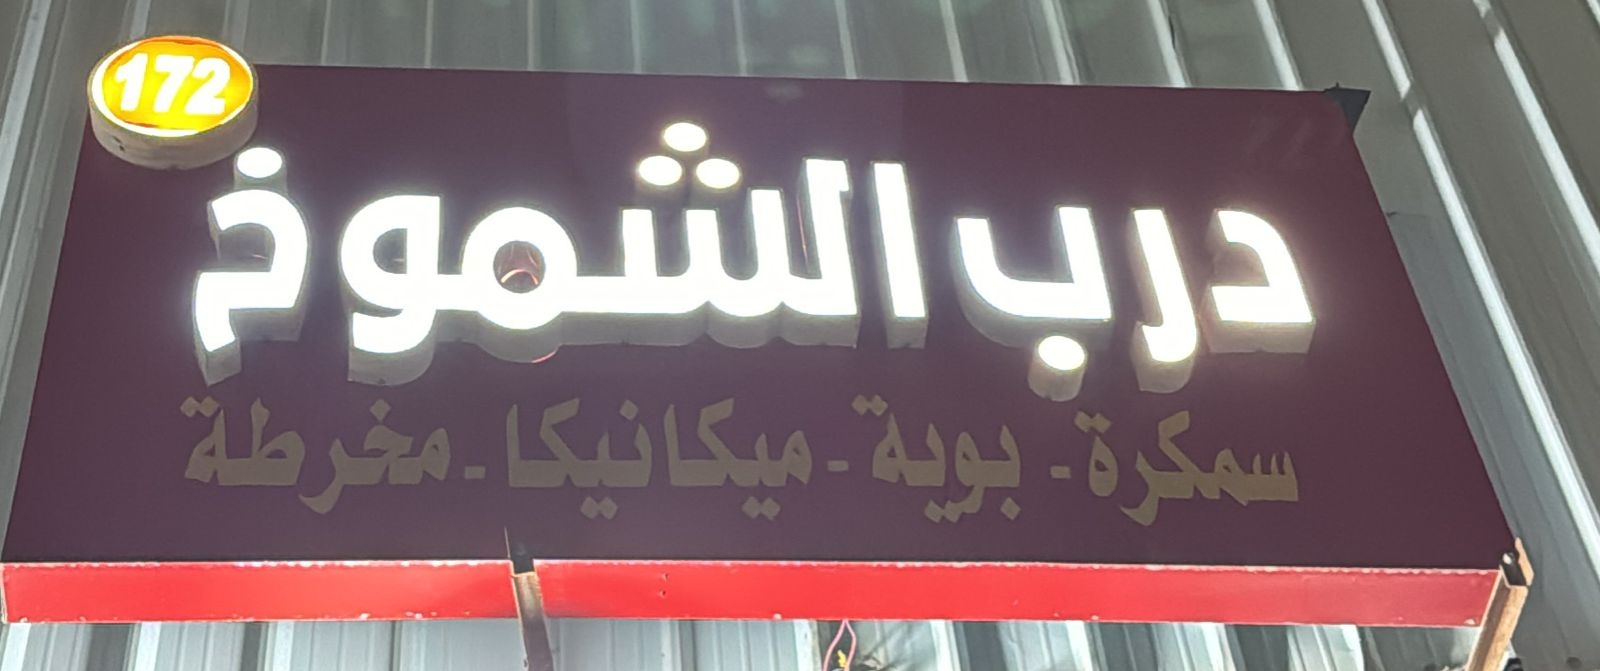 172
درب الشموخ
سمكرة - بوية - ميكانيكا - مخرطة